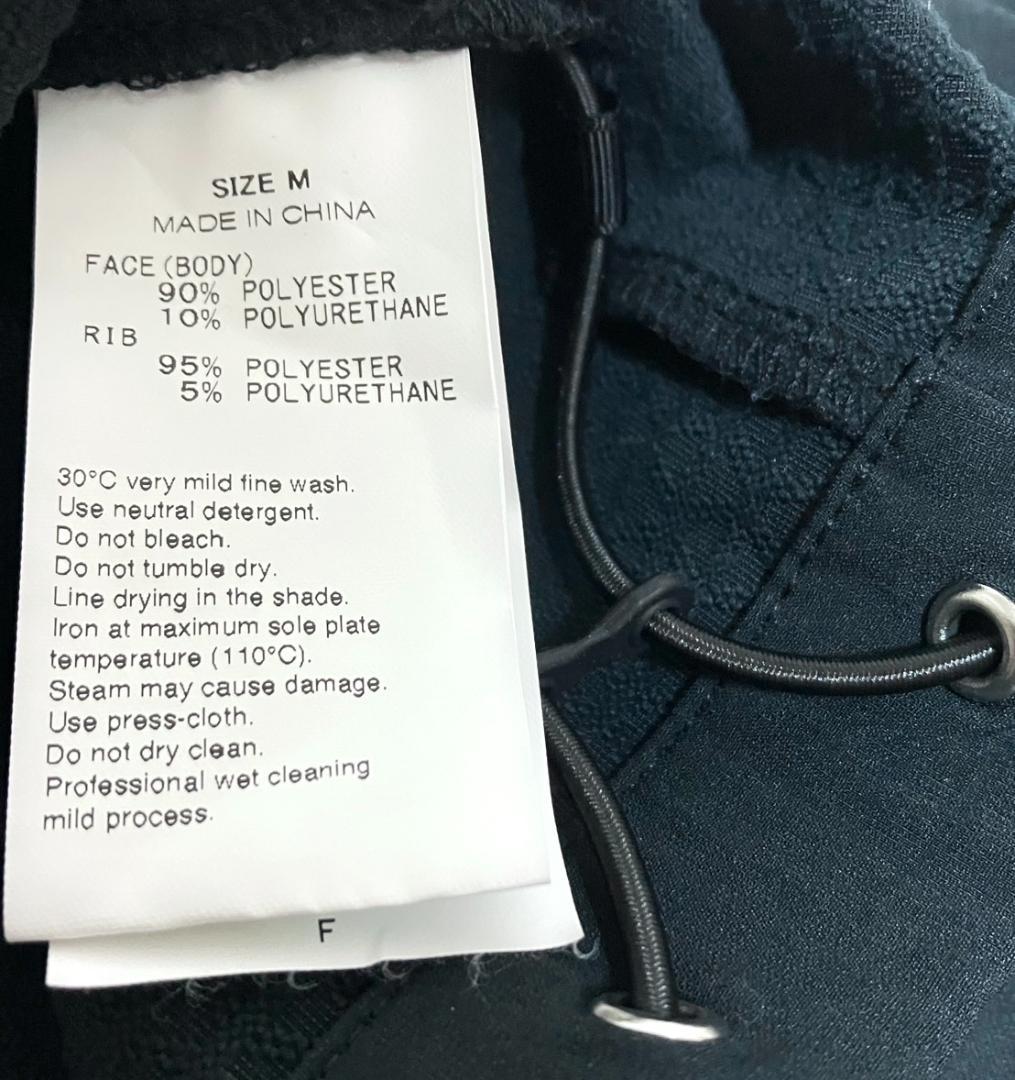 SIZE M
MADE IN CHINA
FACE (BODY)
90% POLYESTER
10% POLYURETHANE
RIB
95% POLYESTER
5% POLYURETHANE
30°C very mild fine wash.
Use neutral detergent.
Do not bleach.
Do not tumble dry.
Line drying in the shade.
Iron at maximum sole plate
temperature (110°C).
Steam may cause damage.
Use press-cloth.
Do not dry clean.
Professional wet cleaning
mild process.
F